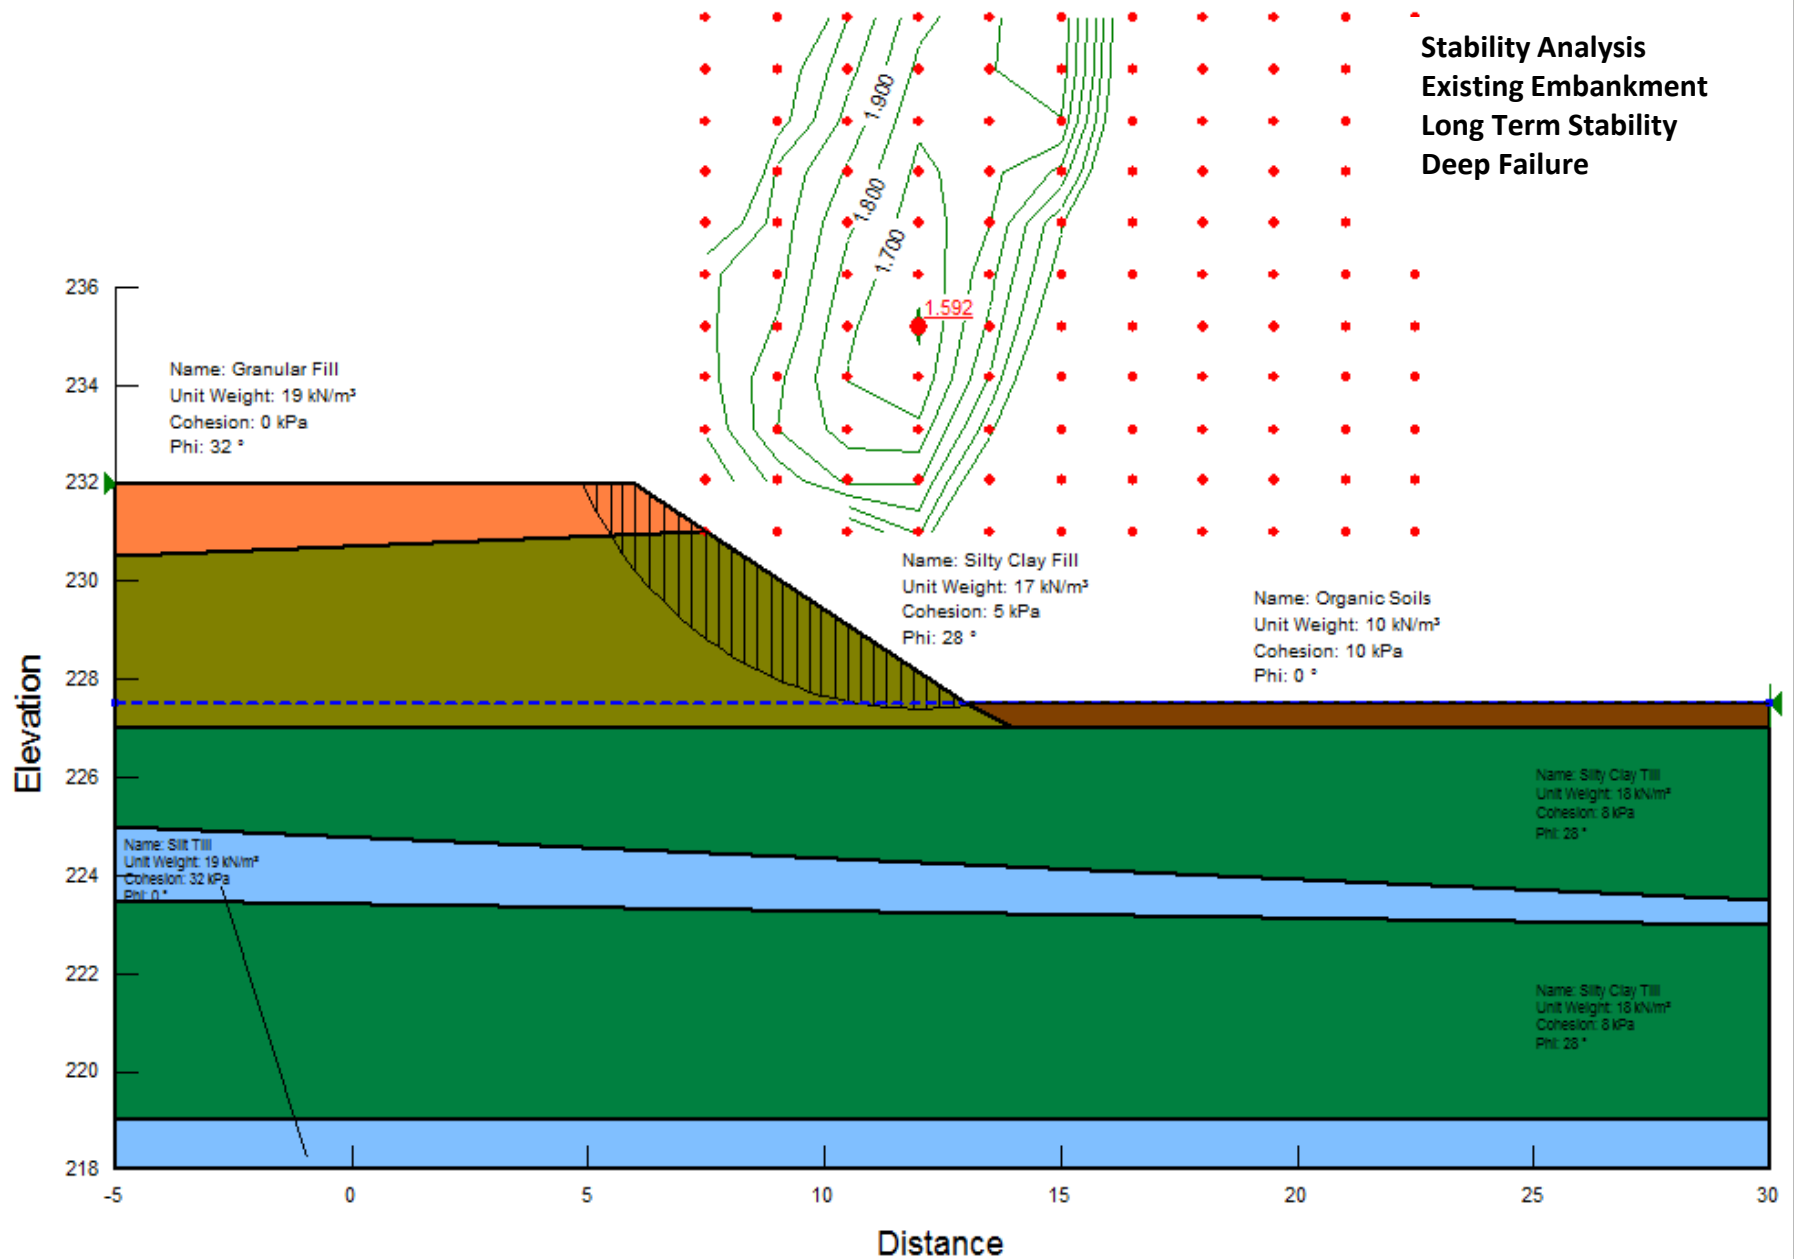 Stability Analysis
Existing Embankment
Long Term Stability
Deep Failure
1.900
1.800
1.700
1.592
236
234
232
230
228
226
224
222
220
218
Elevation
Name: Granular Fill
Unit Weight: 19 kN/m³
Cohesion: 0 kPa
Phi: 32 °
Name: Silty Clay Fill
Unit Weight: 17 kN/m³
Cohesion: 5 kPa
Phi: 28 °
Name: Organic Soils
Unit Weight: 10 kN/m³
Cohesion: 10 kPa
Phi: 0 °
Name: Silty Clay Till
Unit Weight: 18 kN/m³
Cohesion: 8 kPa
Phi: 28 °
Name: Silt Till
Unit Weight: 19 kN/m³
Cohesion: 32 kPa
Phi: 0 °
Name: Silty Clay Till
Unit Weight: 18 kN/m³
Cohesion: 8 kPa
Phi: 28 °
-5
0
5
10
15
20
25
30
Distance